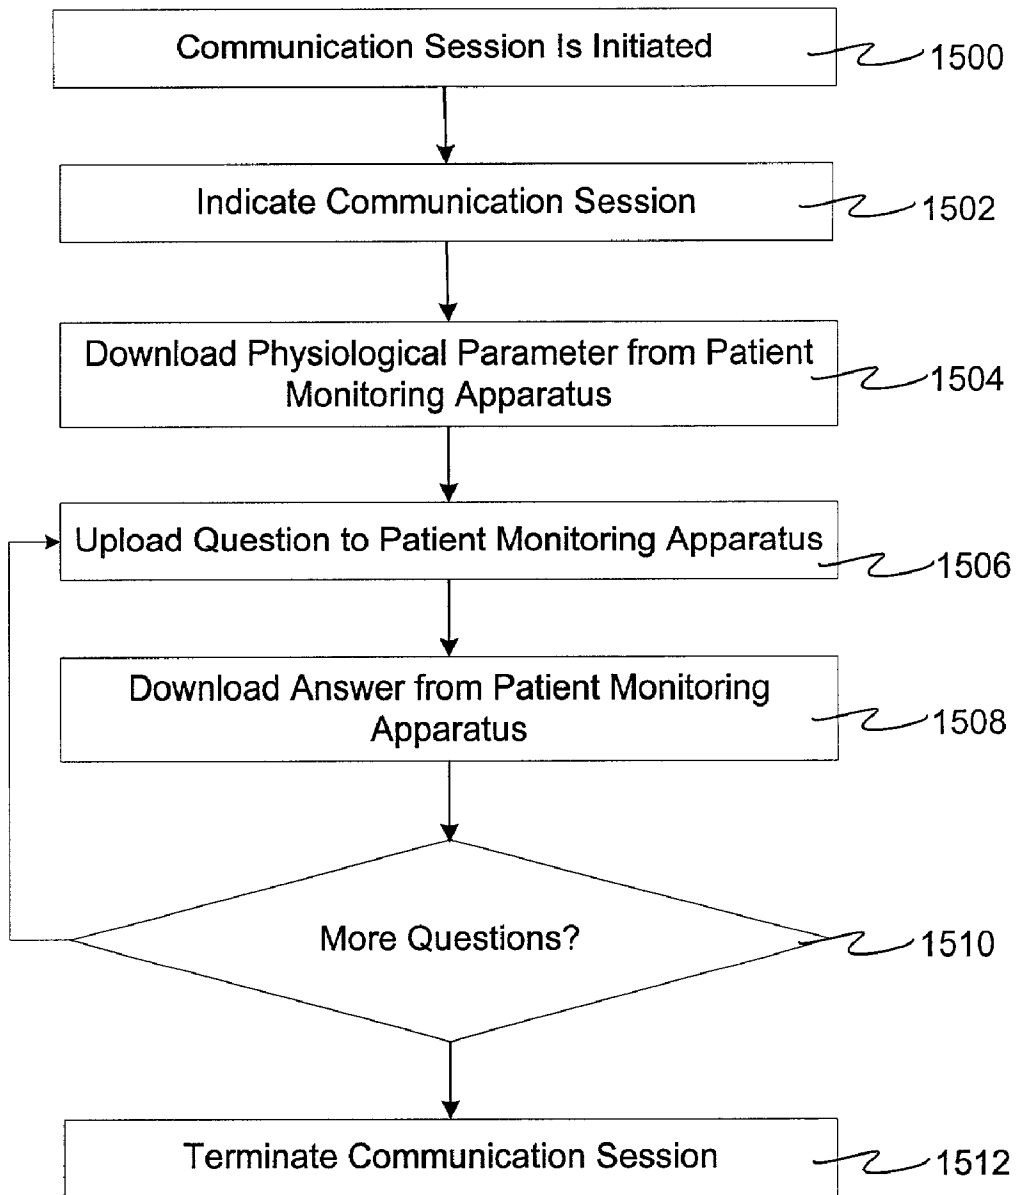 Communication Session Is Initiated
1500
Indicate Communication Session
1502
Download Physiological Parameter from Patient
Monitoring Apparatus
1504
Upload Question to Patient Monitoring Apparatus
1506
Download Answer from Patient Monitoring
Apparatus
1508
More Questions?
1510
Terminate Communication Session
1512